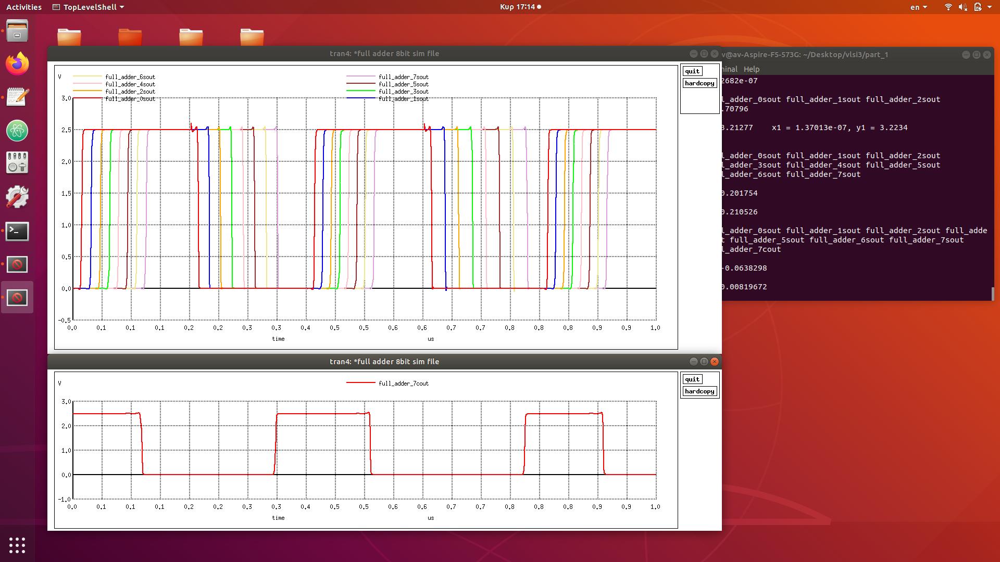 Activities
TopLevelShell
Κυρ 17:14
en
tran4: *full adder 8bit sim file
V
full_adder_6sout
full_adder_7sout
full_adder_4sout
full_adder_5sout
full_adder_2sout
full_adder_3sout
full_adder_0sout
full_adder_1sout
3.0
2.5
2.0
1.5
1.0
0.5
0.0
-0.5
0.0 0.1 0.1 0.1 0.2 0.2 0.3 0.3 0.4 0.5 0.5 0.6 0.6 0.7 0.7 0.8 0.8 0.8 0.9 0.9 1.0
time us
quit
hardcopy
tran4: *full adder 8bit sim file
V
full_adder_7cout
3.0
2.0
1.0
0.0
-1.0
0.0 0.1 0.1 0.1 0.2 0.2 0.3 0.3 0.4 0.5 0.5 0.6 0.6 0.7 0.7 0.8 0.8 0.8 0.9 0.9 1.0
time us
quit
hardcopy
v@av-Aspire-F5-573G: ~/Desktop/vlsi3/part_1
minal Help
2682e-07
l_adder_0sout full_adder_1sout full_adder_2sout
.70796
3.21277 x1 = 1.37013e-07, y1 = 3.2234
l_adder_0sout full_adder_1sout full_adder_2sout
l_adder_3sout full_adder_4sout full_adder_5sout
l_adder_6sout full_adder_7sout
0.201754
0.210526
l_adder_0sout full_adder_1sout full_adder_2sout full_adde
t full_adder_5sout full_adder_6sout full_adder_7sout
l_adder_7cout
-0.0638298
0.00819672